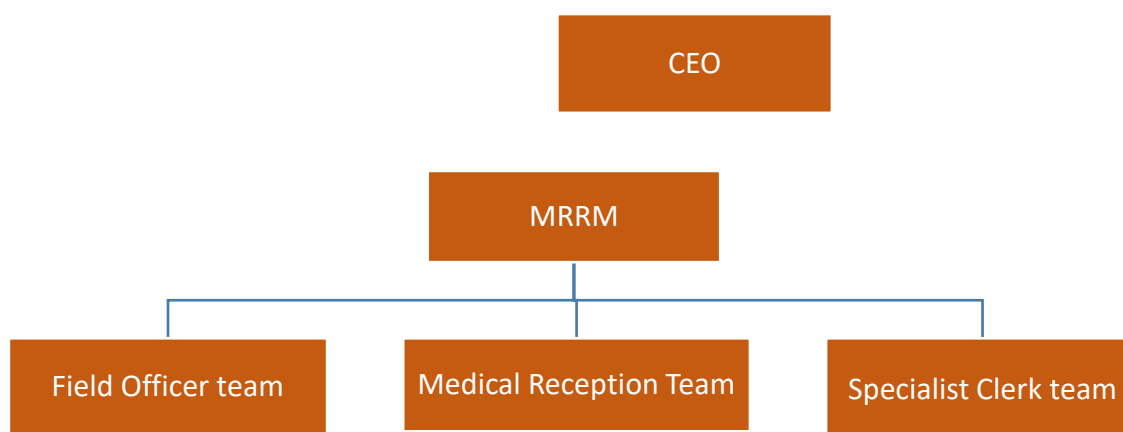 CEO
MRRM
Field Officer team
Medical Reception Team
Specialist Clerk team